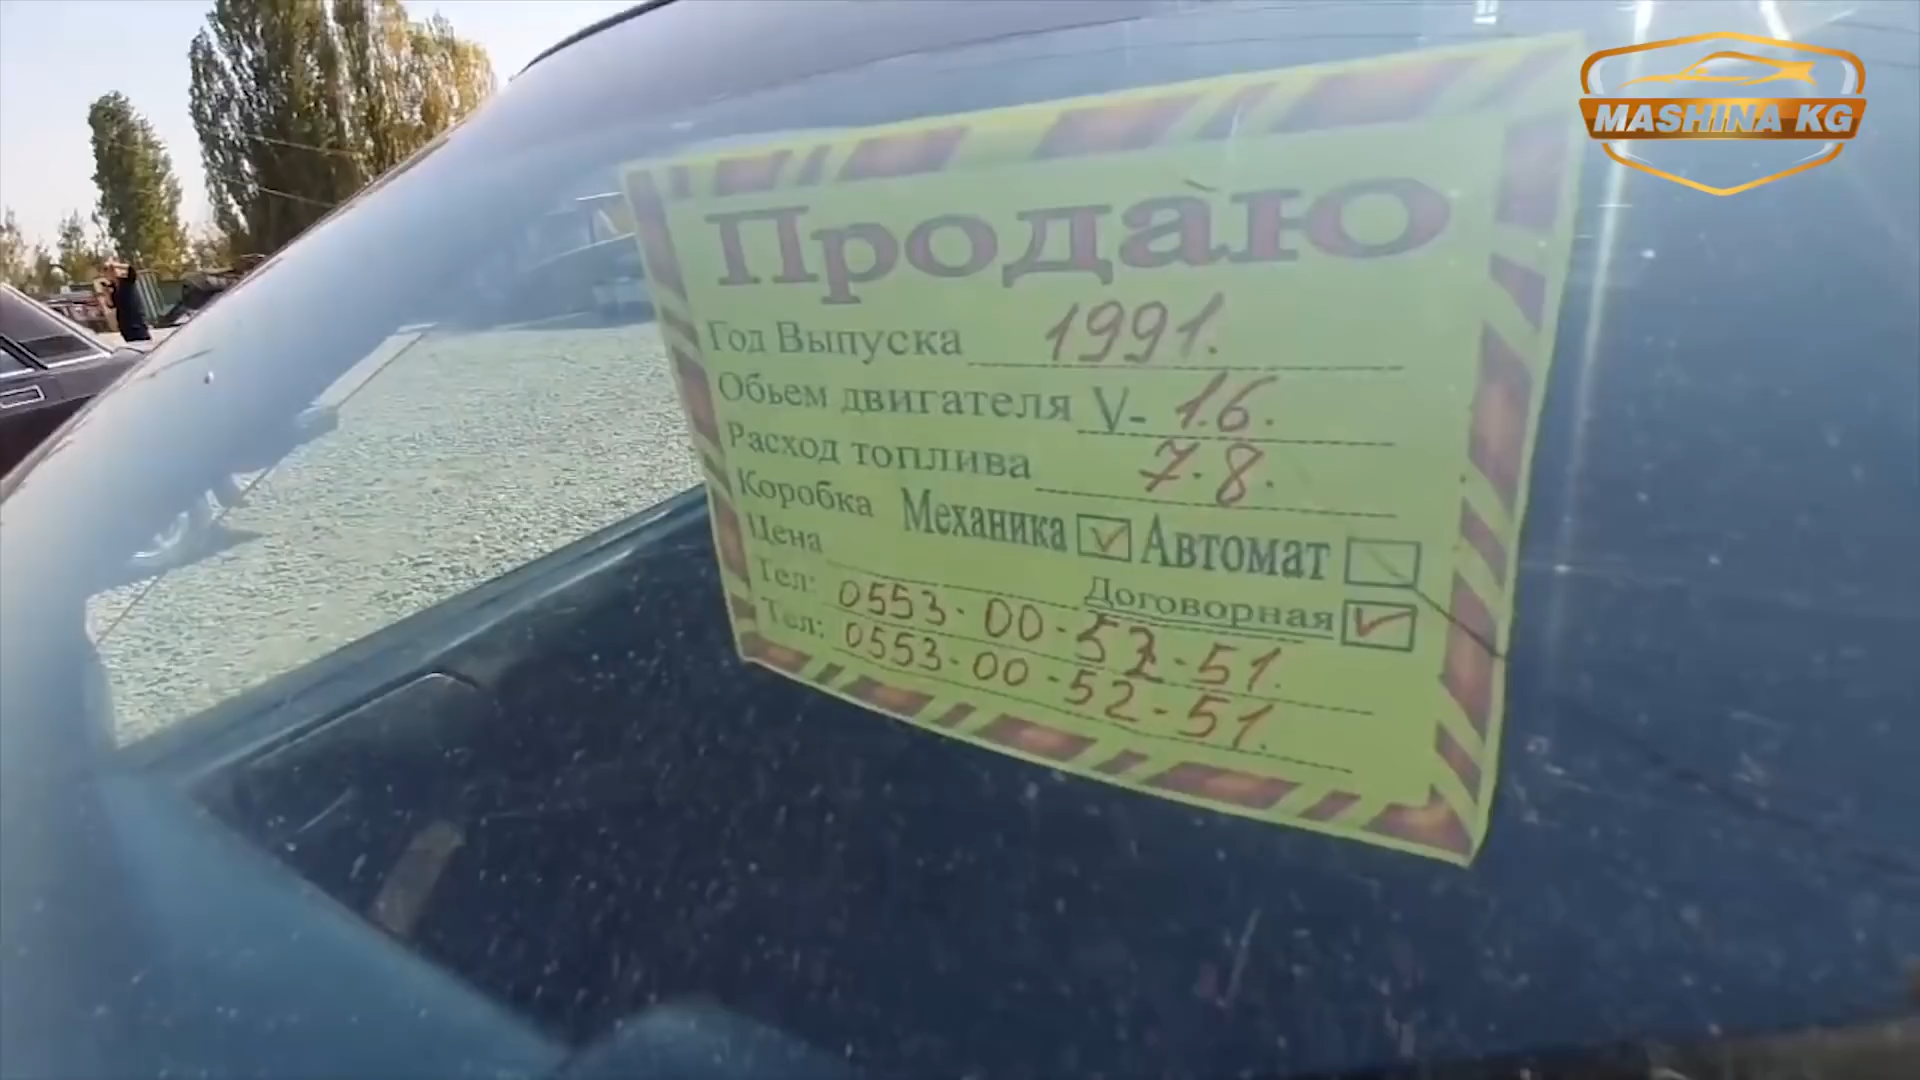 MASHINA KG
Продаю
Год Выпуска 1991.
Обьем двигателя V- 1.6.
Расход топлива 7.8.
Коробка Механика Автомат
Цена
Договорная
Тел: 0553-00-52-51.
Тел: 0553-00-52-51.